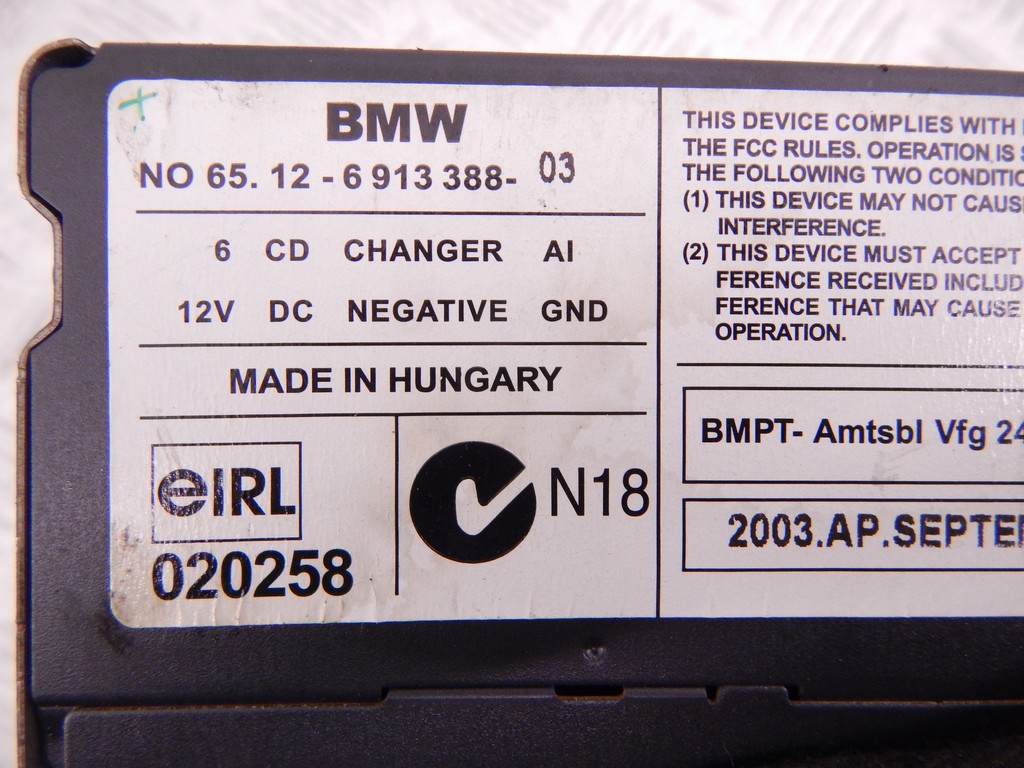 BMW
NO 65. 12 - 6 913 388- 03
6 CD CHANGER AI
12V DC NEGATIVE GND
MADE IN HUNGARY
eIRL
020258
N18
THIS DEVICE COMPLIES WITH
THE FCC RULES. OPERATION IS
THE FOLLOWING TWO
(1) THIS DEVICE MAY NOT
INTERFERENCE.
(2) THIS DEVICE MUST ACCEPT
FERENCE RECEIVED
FERENCE THAT MAY CAUSE
OPERATION.
BMPT- Amtsbl Vfg 24
2003.AP.SEPTE